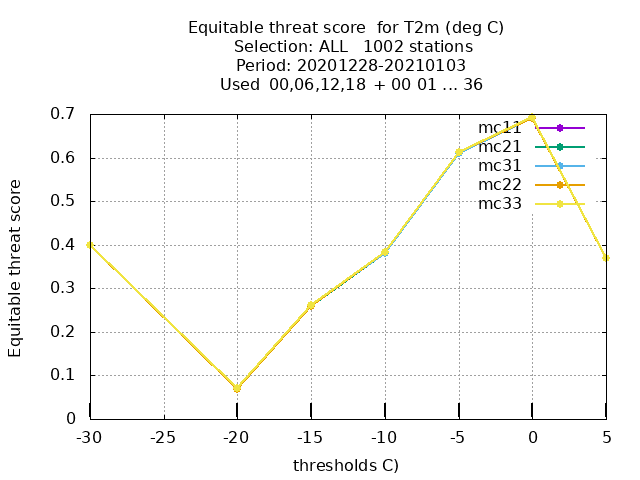 Equitable threat score  for T2m (deg C)
Selection: ALL   1002 stations
Period: 20201228-20210103
Used  00,06,12,18  + 00 01 ... 36
Equitable threat score
0.7
0.6
0.5
0.4
0.3
0.2
0.1
0
mc11
mc21
mc31
mc22
mc33
-30 -25 -20 -15 -10 -5 0 5
thresholds C)